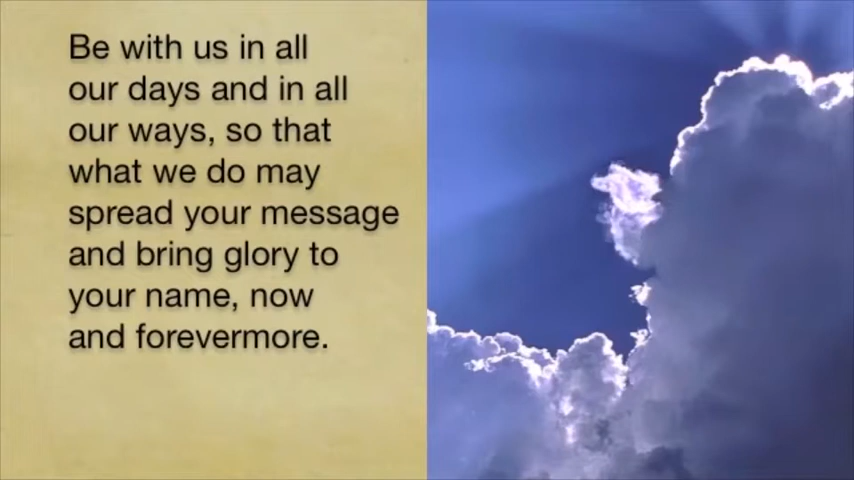 Be with us in all
our days and in all
our ways, so that
what we do may
spread your message
and bring glory to
your name, now
and forevermore.